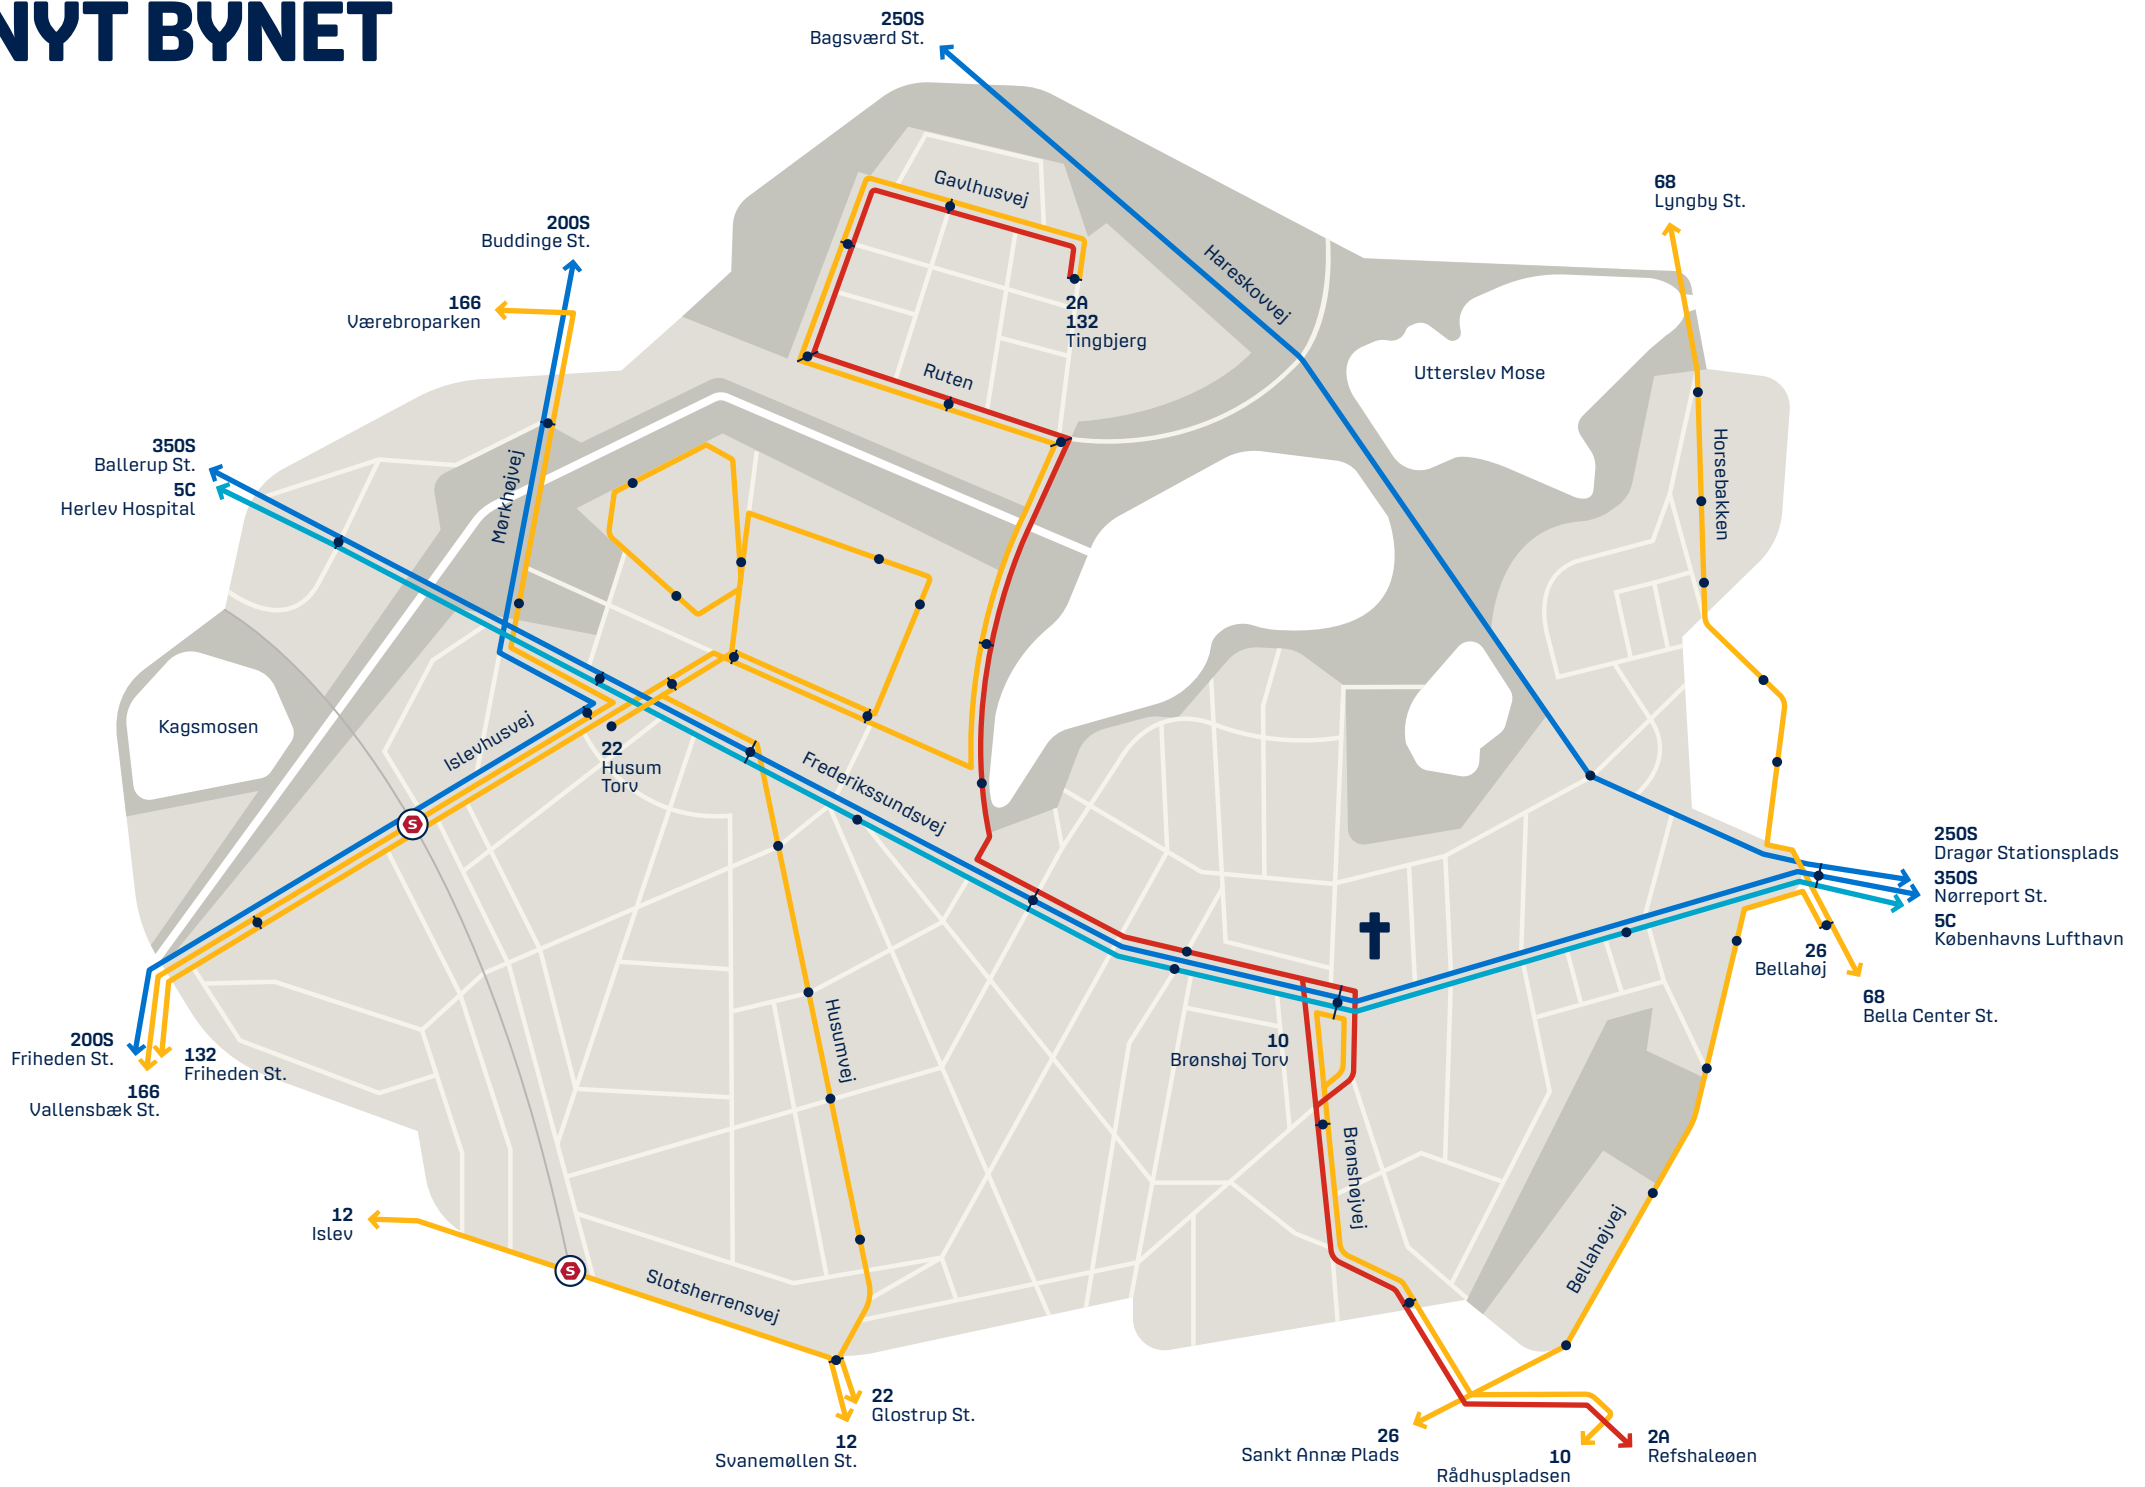 NYT BYNET
250S
Bagsværd St.
68
Lyngby St.
Gavlhusvej
200S
Buddinge St.
Hareskovvej
166
Værebroparken
2A
132
Tingbjerg
Ruten
Utterslev Mose
350S
Ballerup St.
5C
Herlev Hospital
Mørkhøjvej
Horsebakken
Kagsmosen
Islevhusvej
22
Husum
Torv
Frederikssundsvej
250S
Dragør Stationsplads
350S
Nørreport St.
5C
Københavns Lufthavn
26
Bellahøj
68
Bella Center St.
200S
Friheden St.
132
Friheden St.
166
Vallensbæk St.
Husumvej
10
Brønshøj Torv
Brønshøjvej
12
Islev
Slotsherrensvej
Bellahøjvej
S
S
22
Glostrup St.
12
Svanemøllen St.
26
Sankt Annæ Plads
10
Rådhuspladsen
2A
Refshaleøen